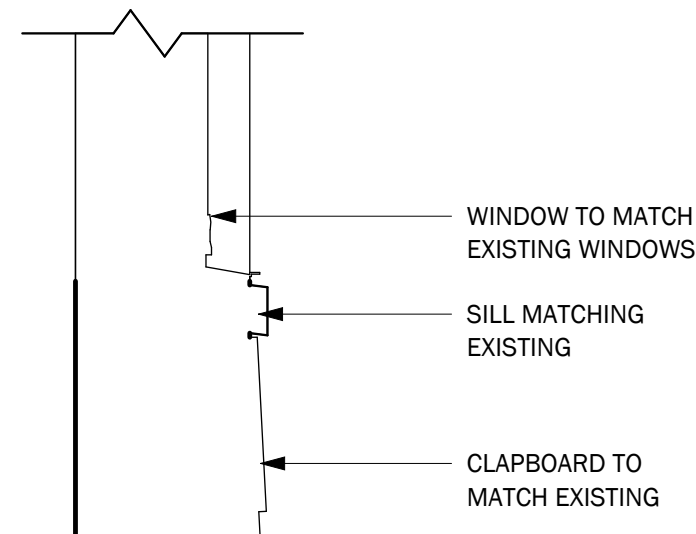 WINDOW TO MATCH
EXISTING WINDOWS
SILL MATCHING
EXISTING
CLAPBOARD TO
MATCH EXISTING